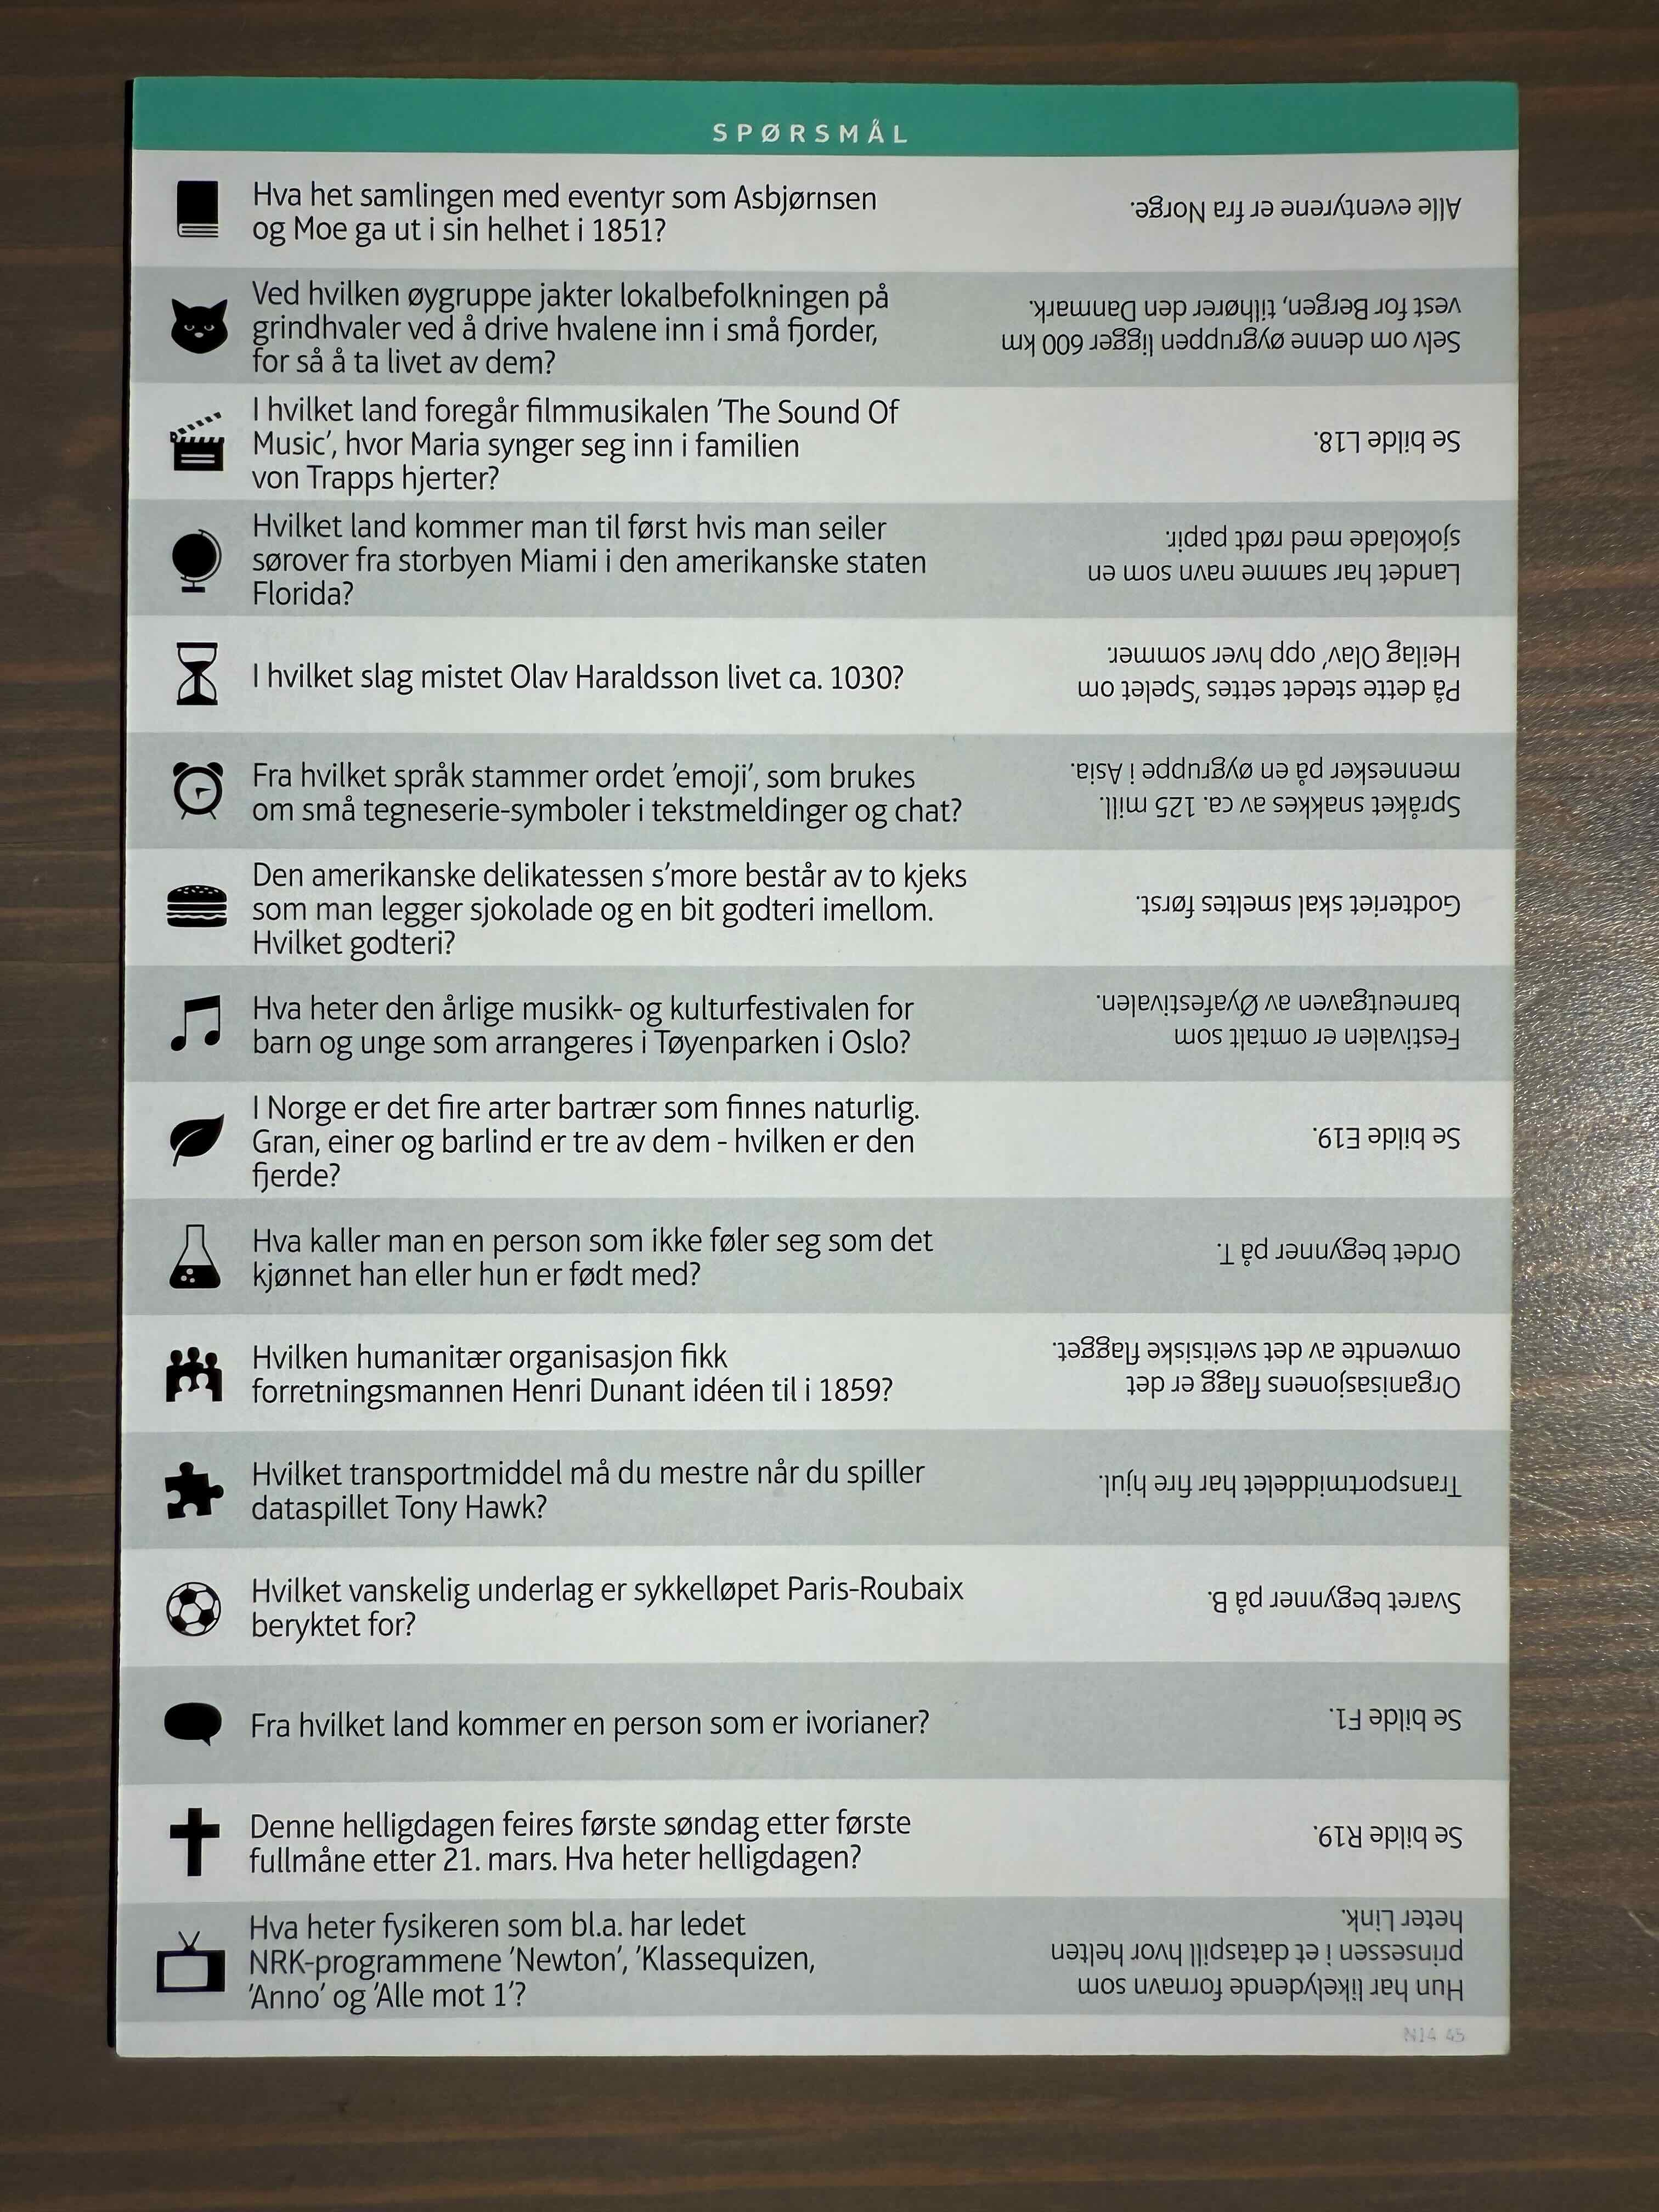 SPØRSMÅL
Hva het samlingen med eventyr som Asbjørnsen
og Moe ga ut i sin helhet i 1851?
Alle eventyrene er fra Norge.
Ved hvilken øygruppe jakter lokalbefolkningen på
grindhvaler ved å drive hvalene inn i små fjorder,
for så å ta livet av dem?
Selv om denne øygruppen ligger 600 km
vest for Bergen, tilhører den Danmark.
I hvilket land foregår filmmusikalen 'The Sound Of
Music', hvor Maria synger seg inn i familien
von Trapps hjerter?
Se bilde L18.
Hvilket land kommer man til først hvis man seiler
sørover fra storbyen Miami i den amerikanske staten
Florida?
Landet har samme navn som en
sjokolade med rødt papir.
I hvilket slag mistet Olav Haraldsson livet ca. 1030?
På dette stedet settes 'Spelet om
Heilag Olav' opp hver sommer.
Fra hvilket språk stammer ordet 'emoji', som brukes
om små tegneserie-symboler i tekstmeldinger og chat?
Språket snakkes av ca. 125 mill.
mennesker på en øygruppe i Asia.
Den amerikanske delikatessen s'more består av to kjeks
som man legger sjokolade og en bit godteri imellom.
Hvilket godteri?
Godteriet skal smeltes først.
Hva heter den årlige musikk- og kulturfestivalen for
barn og unge som arrangeres i Tøyenparken i Oslo?
Festivalen er omtalt som
barneutgaven av Øyafestivalen.
I Norge er det fire arter bartrær som finnes naturlig.
Gran, einer og barlind er tre av dem - hvilken er den
fjerde?
Se bilde E19.
Hva kaller man en person som ikke føler seg som det
kjønnet han eller hun er født med?
Ordet begynner på T.
Hvilken humanitær organisasjon fikk
forretningsmannen Henri Dunant idéen til i 1859?
Organisasjonens flagg er det
omvendte av det sveitsiske flagget.
Hvilket transportmiddel må du mestre når du spiller
dataspillet Tony Hawk?
Transportmiddelet har fire hjul.
Hvilket vanskelig underlag er sykkelløpet Paris-Roubaix
beryktet for?
Svaret begynner på B.
Fra hvilket land kommer en person som er ivorianer?
Se bilde F1.
Denne helligdagen feires første søndag etter første
fullmåne etter 21. mars. Hva heter helligdagen?
Se bilde R19.
Hva heter fysikeren som bl.a. har ledet
NRK-programmene 'Newton', 'Klassequizen,
'Anno' og 'Alle mot 1'?
Hun har likelydende fornavn som
prinsessen i et dataspill hvor helten
heter Link.
N14 45